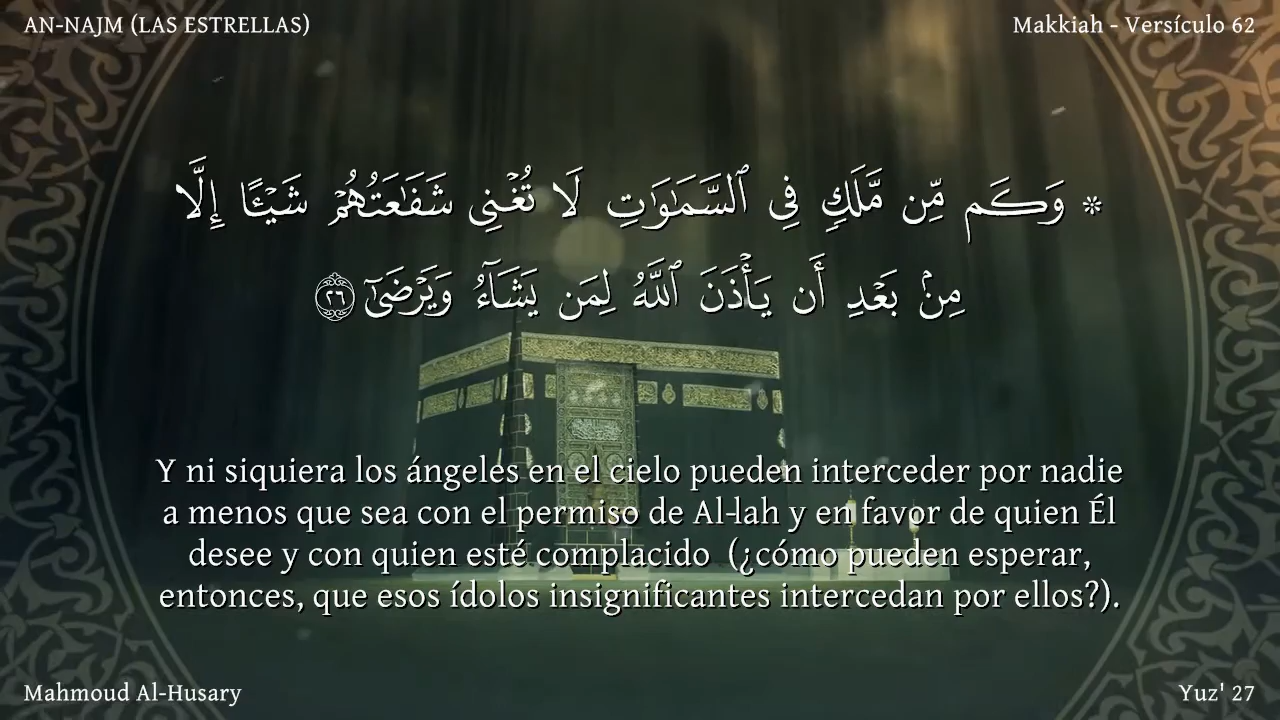 AN-NAJM (LAS ESTRELLAS)
Makkiah - Versículo 62
۞ وَكَم مِّن مَّلَكٍ فِي ٱلسَّمَٰوَٰتِ لَا تُغۡنِي شَفَٰعَتُهُمۡ شَيۡـًٔا إِلَّا
مِنۢ بَعۡدِ أَن يَأۡذَنَ ٱللَّهُ لِمَن يَشَآءُ وَيَرۡضَىٰٓ ٢٦
Y ni siquiera los ángeles en el cielo pueden interceder por nadie
a menos que sea con el permiso de Al-lah y en favor de quien Él
desee y con quien esté complacido (¿cómo pueden esperar,
entonces, que esos ídolos insignificantes intercedan por ellos?).
Mahmoud Al-Husary
Yuz' 27